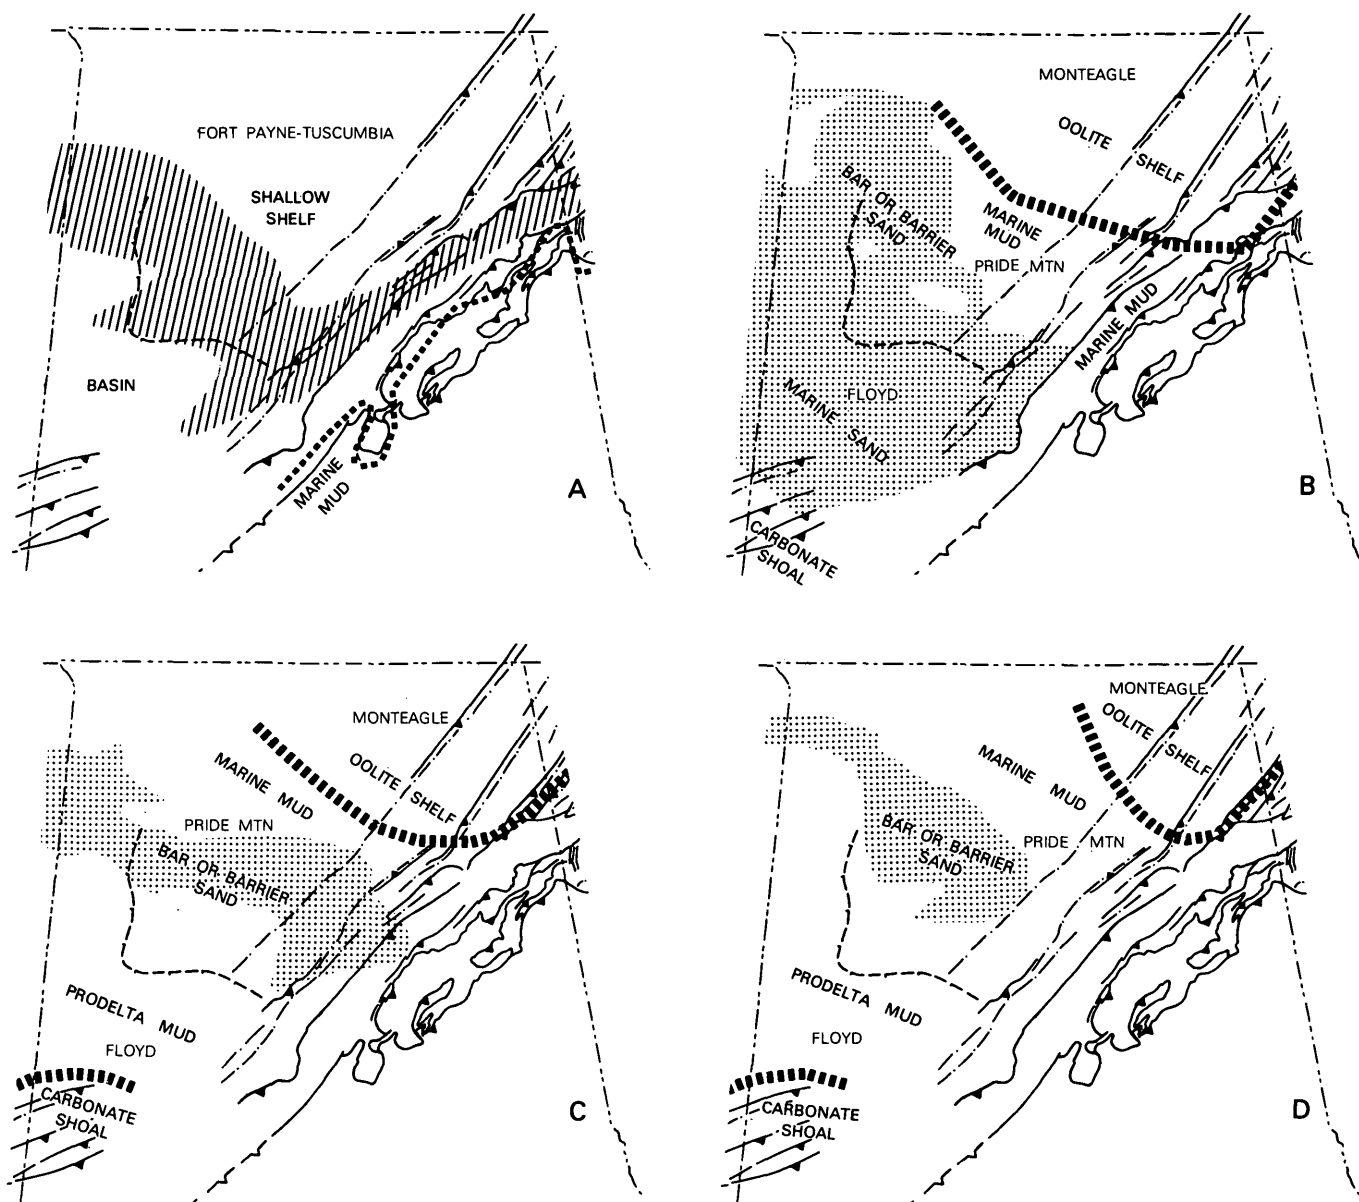 FORT PAYNE-TUSCUMBIA
SHALLOW
SHELF
BASIN
MARINE
MUD
A
MONTEAGLE
OOLITE SHELF
BAR OR BARRIER
SAND
MARINE
MUD
PRIDE MTN
MARINE MUD
FLOYD
MARINE SAND
CARBONATE
SHOAL
B
MONTEAGLE
OOLITE SHELF
MARINE MUD
PRIDE MTN
BAR OR BARRIER
SAND
PRODELTA MUD
FLOYD
CARBONATE
SHOAL
C
MONTEAGLE
OOLITE SHELF
MARINE MUD
PRIDE MTN
BAR OR BARRIER
SAND
PRODELTA MUD
FLOYD
CARBONATE
SHOAL
D